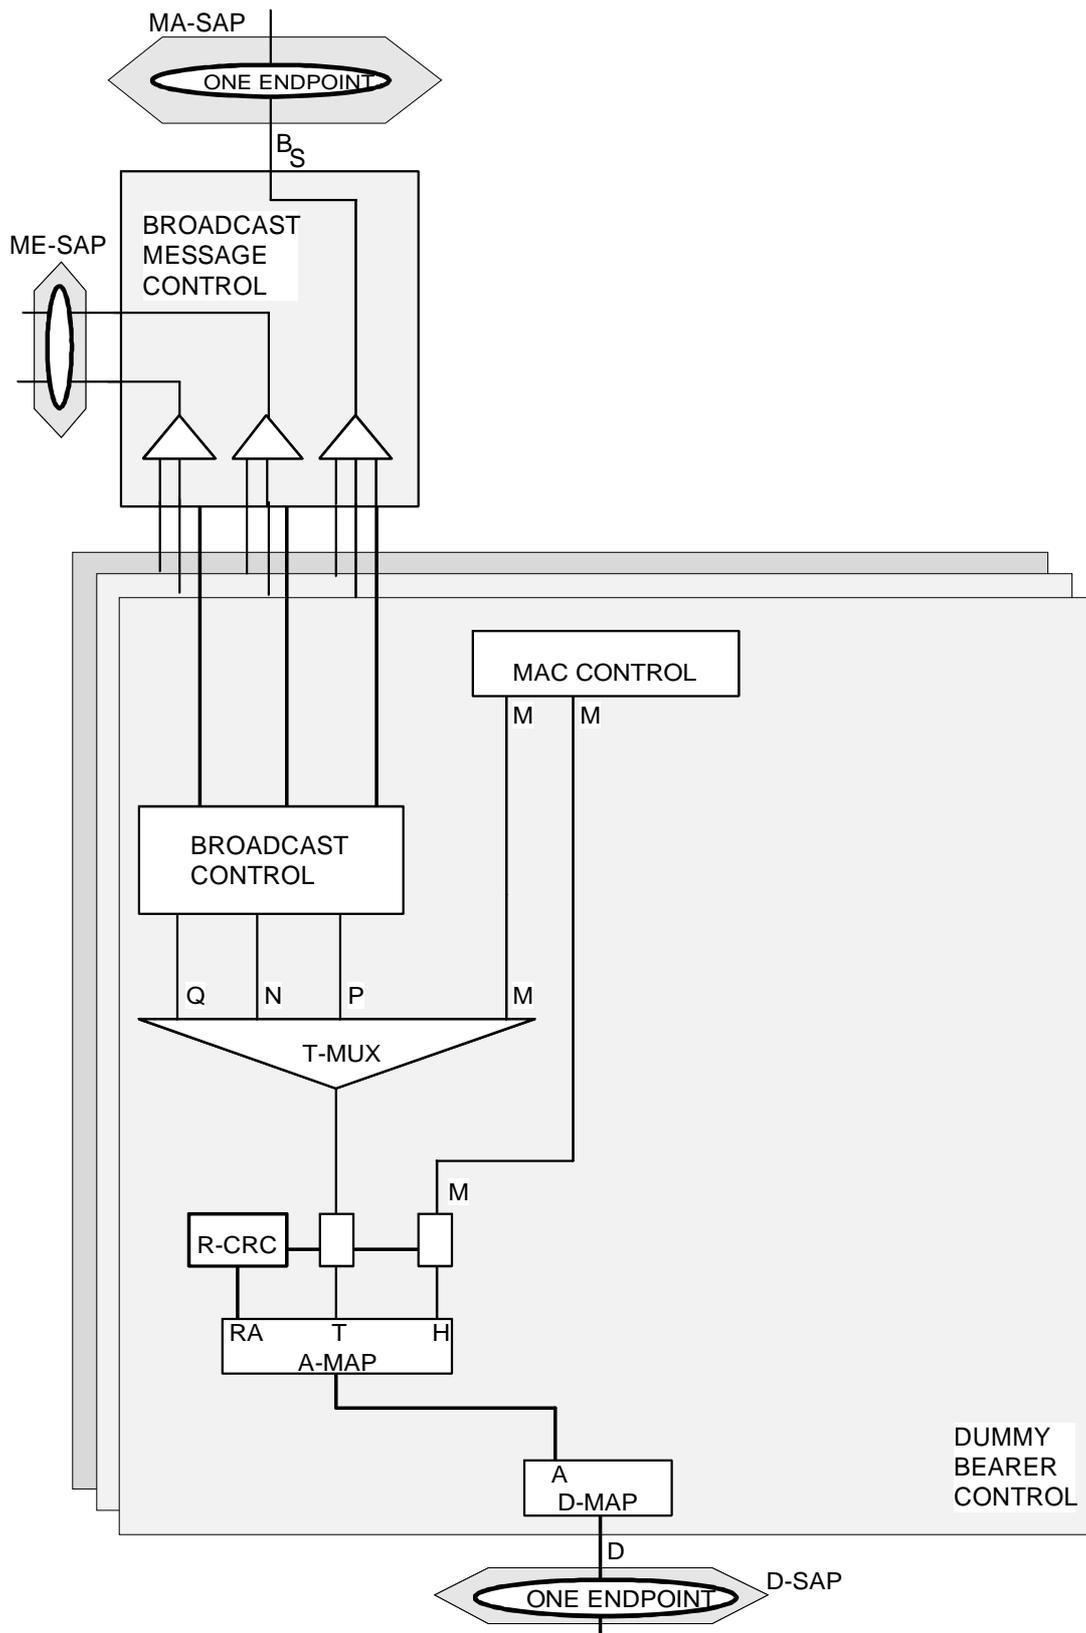 MA-SAP
ONE ENDPOINT
BS
ME-SAP
BROADCAST
MESSAGE
CONTROL
MAC CONTROL
M M
BROADCAST
CONTROL
Q N P M
T-MUX
M
R-CRC
RA T H
A-MAP
DUMMY
BEARER
CONTROL
A
D-MAP
D
D-SAP
ONE ENDPOINT